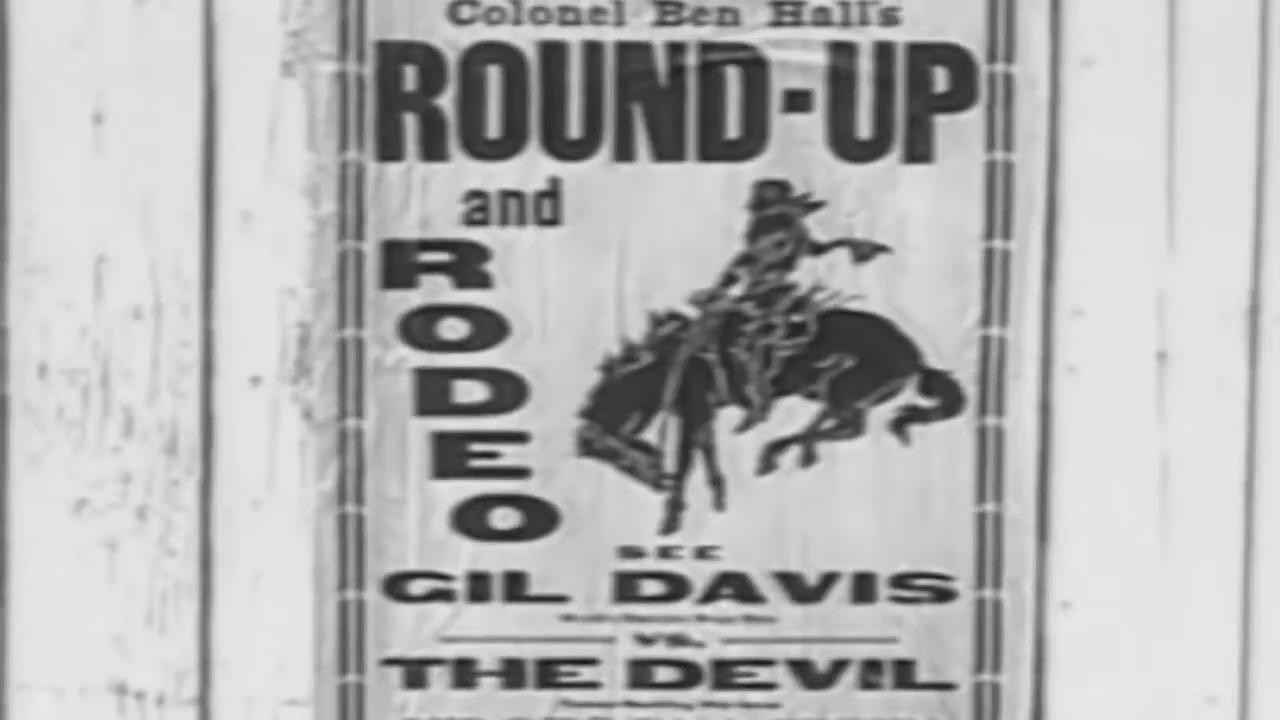 Colonel Ben Hall's
ROUND-UP
and
RODEO
SEE
GIL DAVIS
VS.
THE DEVIL